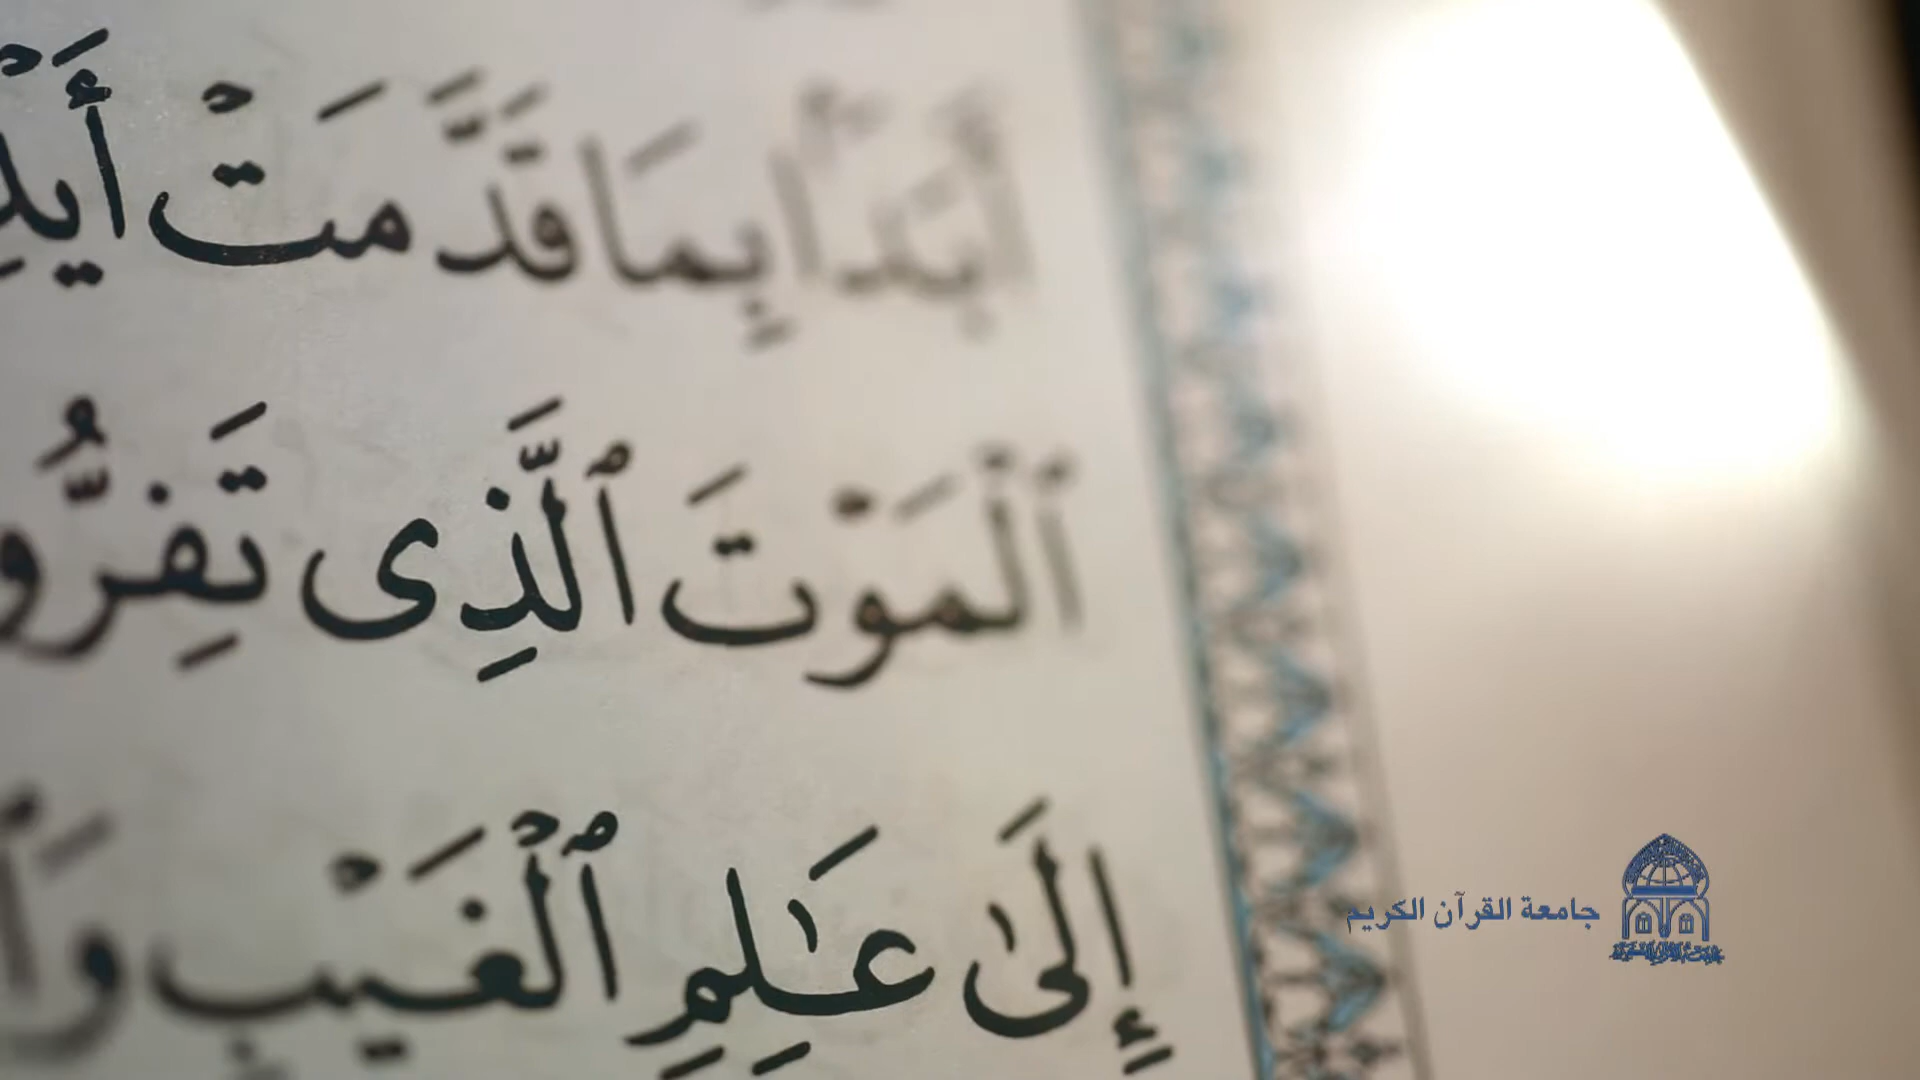 أَبَدَۢا بِمَا قَدَّمَتْ
ٱلْمَوْتَ ٱلَّذِى
إِلَىٰ عَـٰلِمِ ٱلْغَيْبِ
جامعة القرآن الكريم